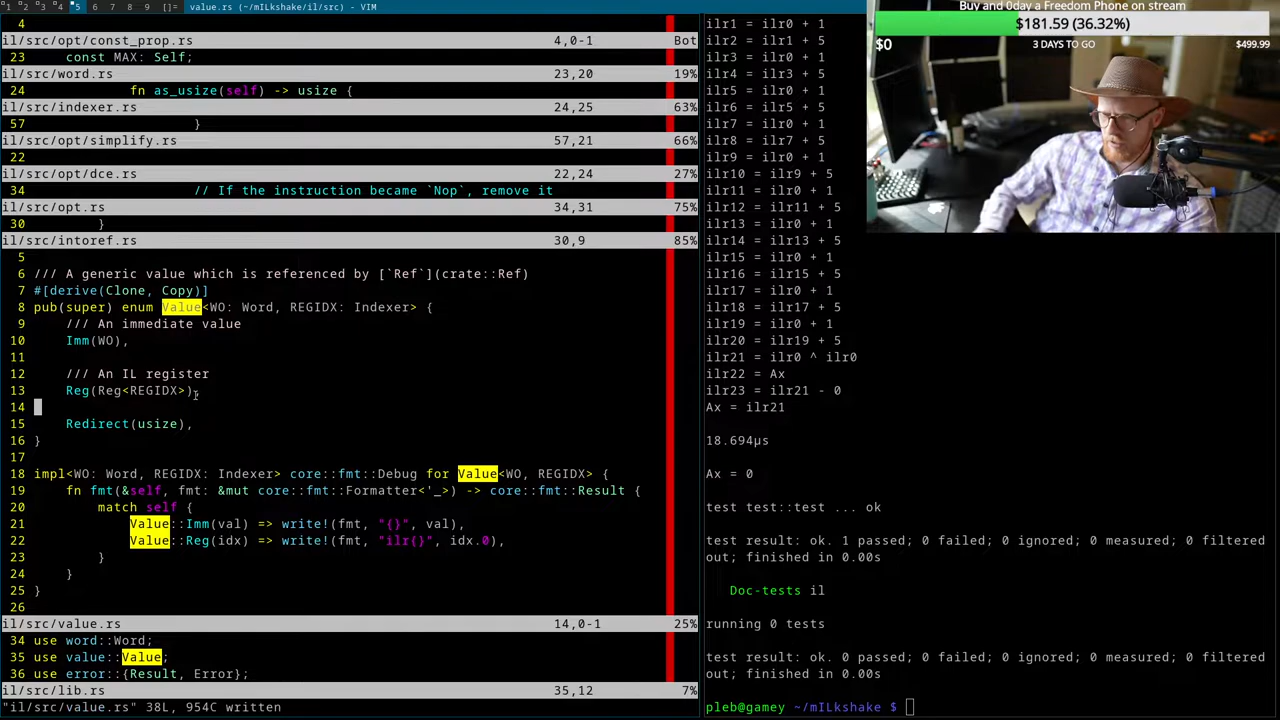 1 2 3 4 5 6 7 8 9 []= value.rs (~/mILkshake/il/src) - VIM
4
il/src/opt/const_prop.rs 4,0-1 Bot
23 const MAX: Self;
il/src/word.rs 23,20 19%
24 fn as_usize(self) -> usize {
il/src/indexer.rs 24,25 63%
57 }
il/src/opt/simplify.rs 57,21 66%
22
il/src/opt/dce.rs 22,24 27%
34 // If the instruction became `Nop`, remove it
il/src/opt.rs 34,31 75%
30 }
il/src/intoref.rs 30,9 85%
5
6 /// A generic value which is referenced by [`Ref`](crate::Ref)
7 #[derive(Clone, Copy)]
8 pub(super) enum Value<WO: Word, REGIDX: Indexer> {
9 /// An immediate value
10 Imm(WO),
11
12 /// An IL register
13 Reg(Reg<REGIDX>),
14
15 Redirect(usize),
16 }
17
18 impl<WO: Word, REGIDX: Indexer> core::fmt::Debug for Value<WO, REGIDX> {
19 fn fmt(&self, fmt: &mut core::fmt::Formatter<'_>) -> core::fmt::Result {
20 match self {
21 Value::Imm(val) => write!(fmt, "{}", val),
22 Value::Reg(idx) => write!(fmt, "ilr{}", idx.0),
23 }
24 }
25 }
26
il/src/value.rs 14,0-1 25%
34 use word::Word;
35 use value::Value;
36 use error::{Result, Error};
il/src/lib.rs 35,12 7%
"il/src/value.rs" 38L, 954C written
ilr1 = ilr0 + 1
ilr2 = ilr1 + 5
ilr3 = ilr0 + 1
ilr4 = ilr3 + 5
ilr5 = ilr0 + 1
ilr6 = ilr5 + 5
ilr7 = ilr0 + 1
ilr8 = ilr7 + 5
ilr9 = ilr0 + 1
ilr10 = ilr9 + 5
ilr11 = ilr0 + 1
ilr12 = ilr11 + 5
ilr13 = ilr0 + 1
ilr14 = ilr13 + 5
ilr15 = ilr0 + 1
ilr16 = ilr15 + 5
ilr17 = ilr0 + 1
ilr18 = ilr17 + 5
ilr19 = ilr0 + 1
ilr20 = ilr19 + 5
ilr21 = ilr0 ^ ilr0
ilr22 = Ax
ilr23 = ilr21 - 0
Ax = ilr21
18.694µs
Ax = 0
test test::test ... ok
test result: ok. 1 passed; 0 failed; 0 ignored; 0 measured; 0 filtered
out; finished in 0.00s
Doc-tests il
running 0 tests
test result: ok. 0 passed; 0 failed; 0 ignored; 0 measured; 0 filtered
out; finished in 0.00s
pleb@gamey ~/mILkshake $
Buy and 0day a Freedom Phone on stream
$181.59 (36.32%)
$0 3 DAYS TO GO $499.99